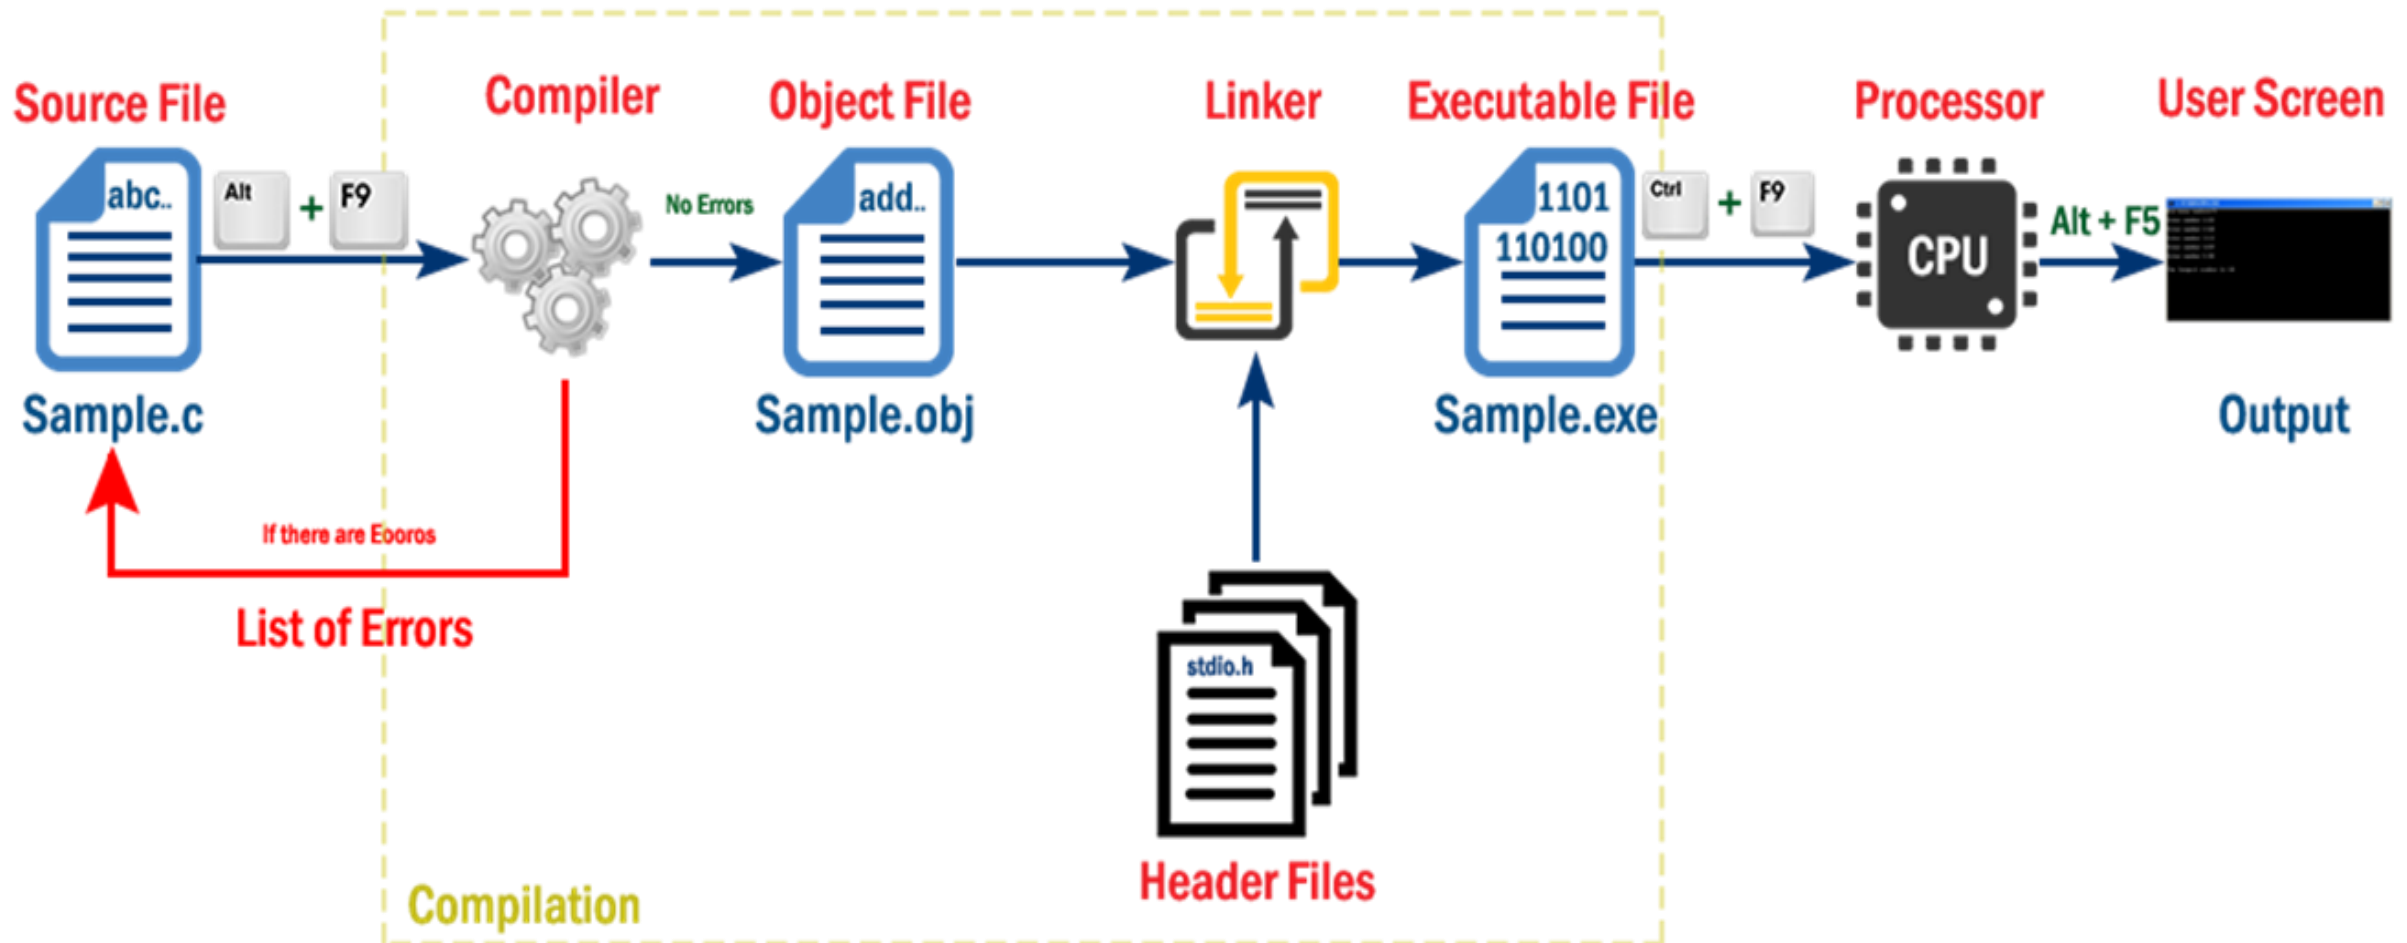 Source File
Compiler
Object File
Linker
Executable File
Processor
User Screen
abc..
Alt
+
F9
No Errors
add..
1101
110100
Ctrl
+
F9
CPU
Alt + F5
Sample.c
Sample.obj
Sample.exe
Output
If there are Eooros
List of Errors
stdio.h
Header Files
Compilation